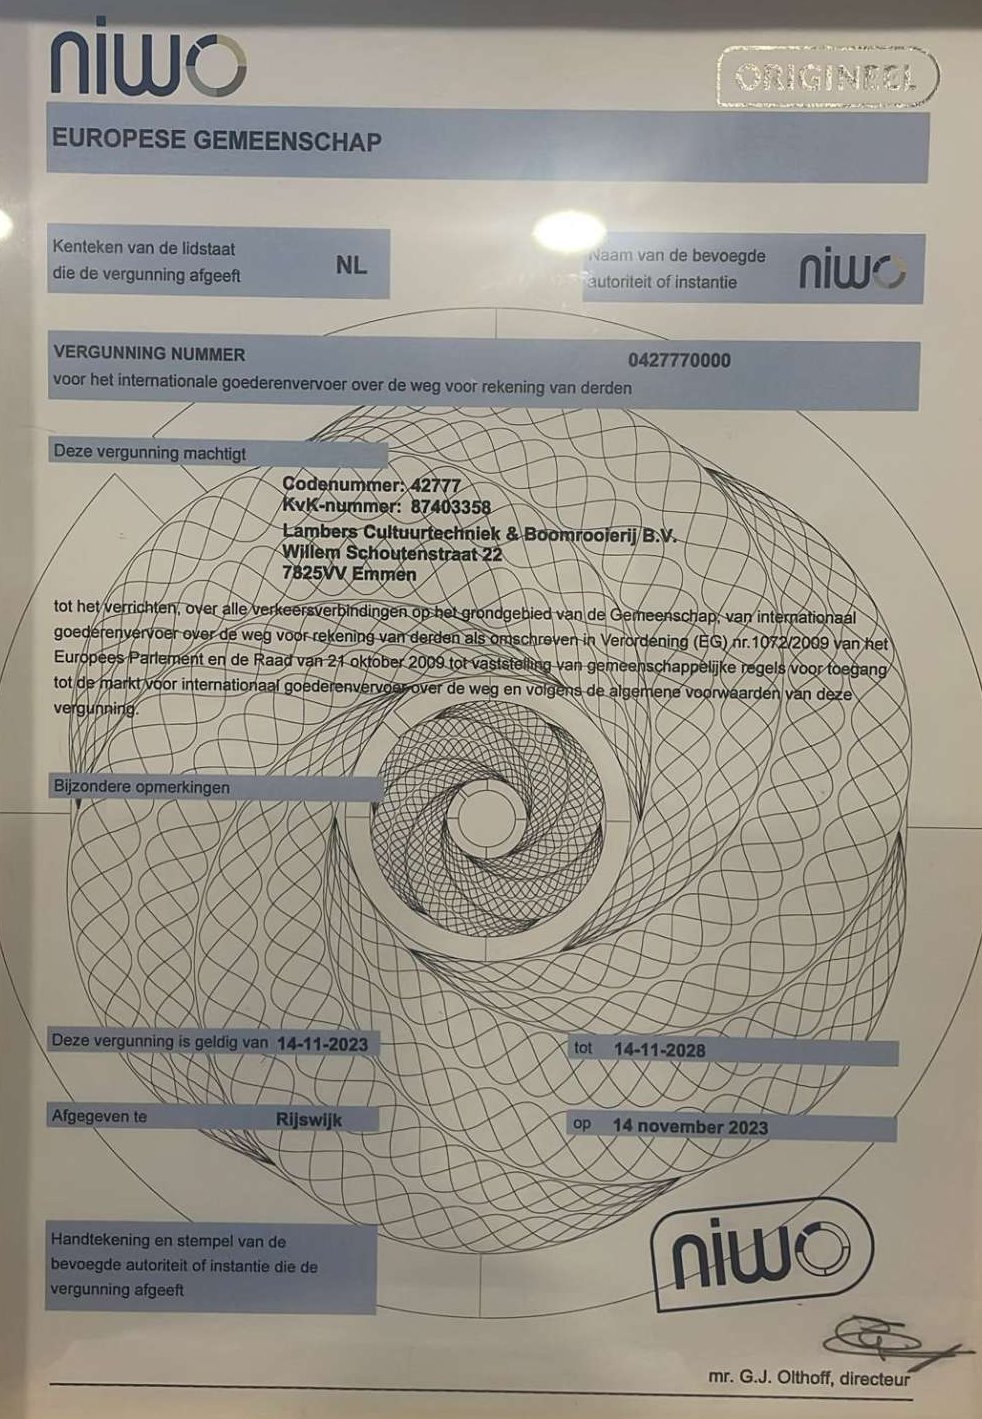 niwo
ORIGINEEL
EUROPESE GEMEENSCHAP
Kenteken van de lidstaat
die de vergunning afgeeft
NL
Naam van de bevoegde
autoriteit of instantie
niwo
VERGUNNING NUMMER 0427770000
voor het internationale goederenvervoer over de weg voor rekening van derden
Deze vergunning machtigt
Codenummer: 42777
KvK-nummer: 87403358
Lambers Cultuurtechniek & Boomrooierij B.V.
Willem Schoutenstraat 22
7825VV Emmen
tot het verrichten, over alle verkeersverbindingen op het grondgebied van de Gemeenschap, van internationaal
goederenvervoer over de weg voor rekening van derden als omschreven in Verordening (EG) nr.1072/2009 van het
Europees Parlement en de Raad van 21 oktober 2009 tot vaststelling van gemeenschappelijke regels voor toegang
tot de markt voor internationaal goederenvervoer over de weg en volgens de algemene voorwaarden van deze
vergunning.
Bijzondere opmerkingen
Deze vergunning is geldig van 14-11-2023 tot 14-11-2028
Afgegeven te Rijswijk op 14 november 2023
Handtekening en stempel van de
bevoegde autoriteit of instantie die de
vergunning afgeeft
niwo
mr. G.J. Olthoff, directeur